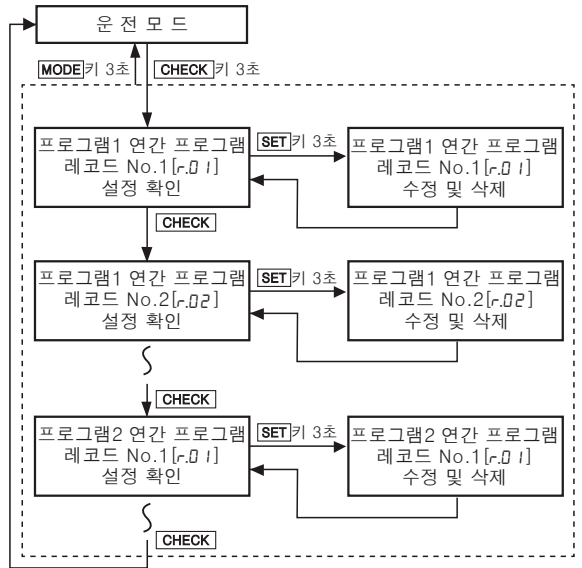 운 전 모 드
MODE키 3초 CHECK 키 3초
프로그램1 연간 프로그램
레코드 No.1[r.01]
설정 확인
SET키 3초
프로그램1 연간 프로그램
레코드 No.1[r.01]
수정 및 삭제
CHECK
프로그램1 연간 프로그램
레코드 No.2[r.02]
설정 확인
SET키 3초
프로그램1 연간 프로그램
레코드 No.2[r.02]
수정 및 삭제
CHECK
프로그램2 연간 프로그램
레코드 No.1[r.01]
설정 확인
SET키 3초
프로그램2 연간 프로그램
레코드 No.1[r.01]
수정 및 삭제
CHECK